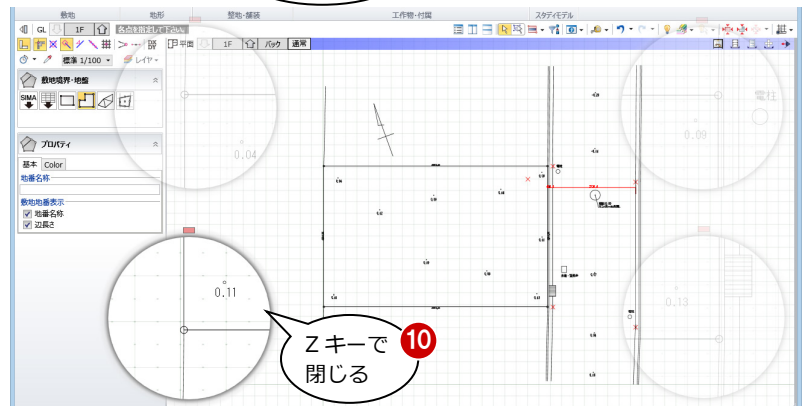 敷地 地形 整地・舗装 工作物・付属 スタディモデル
GL 1F 各点を指定して下さい
平面 1F バック 通常
標準 1/100 レイヤ
敷地境界・地盤
SIMA
プロパティ
基本 Color
地番名称
敷地地番表示
地番名称
辺長さ
0.04
電柱
0.09
0.11
0.13
Z キーで
閉じる
10